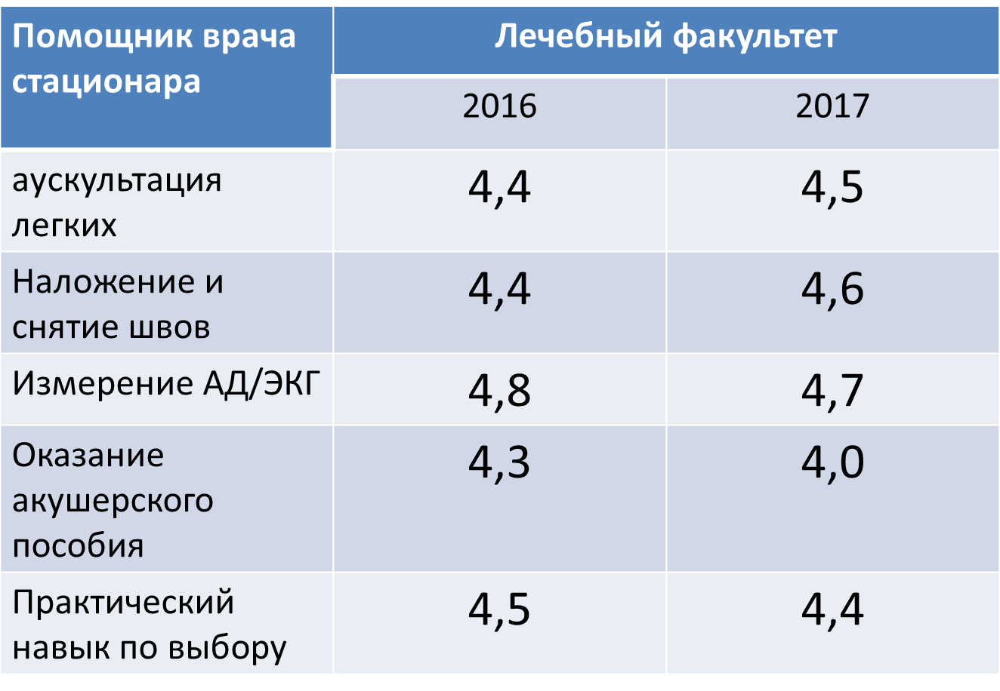 Помощник врача
стационара
Лечебный факультет
2016
2017
аускультация
легких
4,4
4,5
Наложение и
снятие швов
4,4
4,6
Измерение АД/ЭКГ
4,8
4,7
Оказание
акушерского
пособия
4,3
4,0
Практический
навык по выбору
4,5
4,4